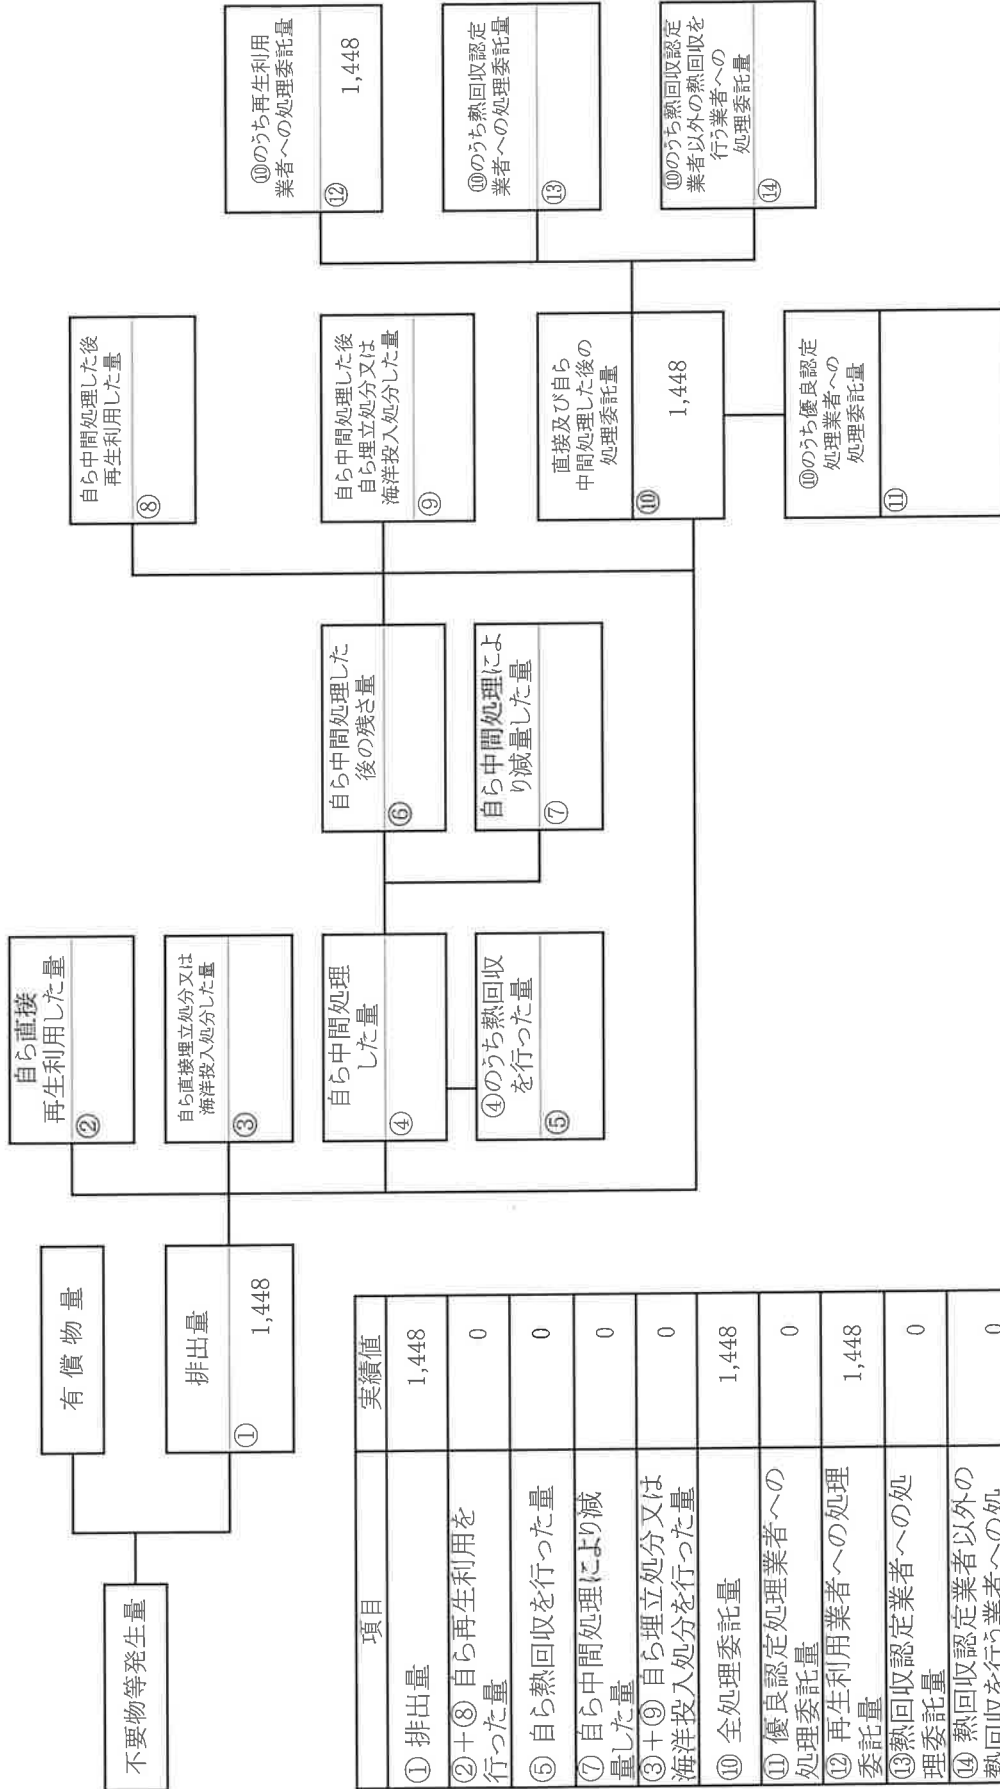 不要物等発生量
有 償 物 量
排出量
①
1,448
自ら直接
再生利用した量
②
自ら直接埋立処分又は
海洋投入処分した量
③
自ら中間処理
した量
④
④のうち熱回収
を行った量
⑤
自ら中間処理した
後の残さ量
⑥
自ら中間処理によ
り減量した量
⑦
自ら中間処理した後
再生利用した量
⑧
自ら中間処理した後
自ら埋立処分又は
海洋投入処分した量
⑨
直接及び自ら
中間処理した後の
処理委託量
⑩
1,448
⑩のうち優良認定
処理業者への
処理委託量
⑪
⑩のうち再生利用
業者への処理委託量
⑫
1,448
⑩のうち熱回収認定
業者への処理委託量
⑬
⑩のうち熱回収認定
業者以外の熱回収を
行う業者への
処理委託量
⑭
項目 実績値
① 排出量 1,448
②+⑧ 自ら再生利用を
行った量 0
⑤ 自ら熱回収を行った量 0
⑦ 自ら中間処理により減
量した量 0
③+⑨ 自ら埋立処分又は
海洋投入処分を行った量 0
⑩ 全処理委託量 1,448
⑪ 優良認定処理業者への
処理委託量 0
⑫ 再生利用業者への処理
委託量 1,448
⑬熱回収認定業者への処
理委託量 0
⑭ 熱回収認定業者以外の
熱回収を行う業者への処 0